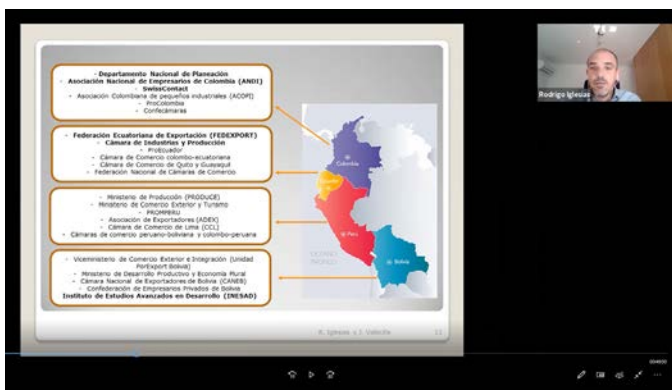 - Departamento Nacional de Planeación
- Asociación Nacional de Empresarios de Colombia (ANDI)
- SwissContact
- Asociación Colombiana de pequeños industriales (ACOPI)
- ProColombia
- Confecámaras
- Federación Ecuatoriana de Exportación (FEDEXPORT)
- Cámara de Industrias y Producción
- ProEcuador
- Cámara de Comercio colombo-ecuatoriana
- Cámara de Comercio de Quito y Guayaquil
- Federación Nacional de Cámaras de Comercio
- Ministerio de Producción (PRODUCE)
- Ministerio de Comercio Exterior y Turismo
- PROMPERU
- Asociación de Exportadores (ADEX)
- Cámara de Comercio de Lima (CCL)
- Cámaras de comercio peruano-boliviana y colombo-peruana
- Viceministerio de Comercio Exterior e Integración (Unidad
PorExport Bolivia)
- Ministerio de Desarrollo Productivo y Economía Plural
- Cámara Nacional de Exportadores de Bolivia (CANEB)
- Confederación de Empresarios Privados de Bolivia
Instituto de Estudios Avanzados en Desarrollo (INESAD)
Colombia
Perú
Bolivia
OCÉANO
R. Iglesias y J. Valecilla
Rodrigo Iglesias